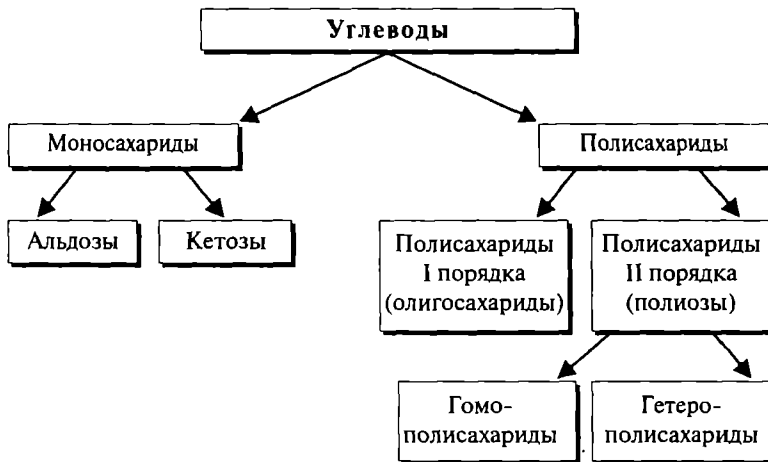 Углеводы
Моносахариды
Полисахариды
Альдозы
Кетозы
Полисахариды
I порядка
(олигосахариды)
Полисахариды
II порядка
(полиозы)
Гомо-
полисахариды
Гетеро-
полисахариды